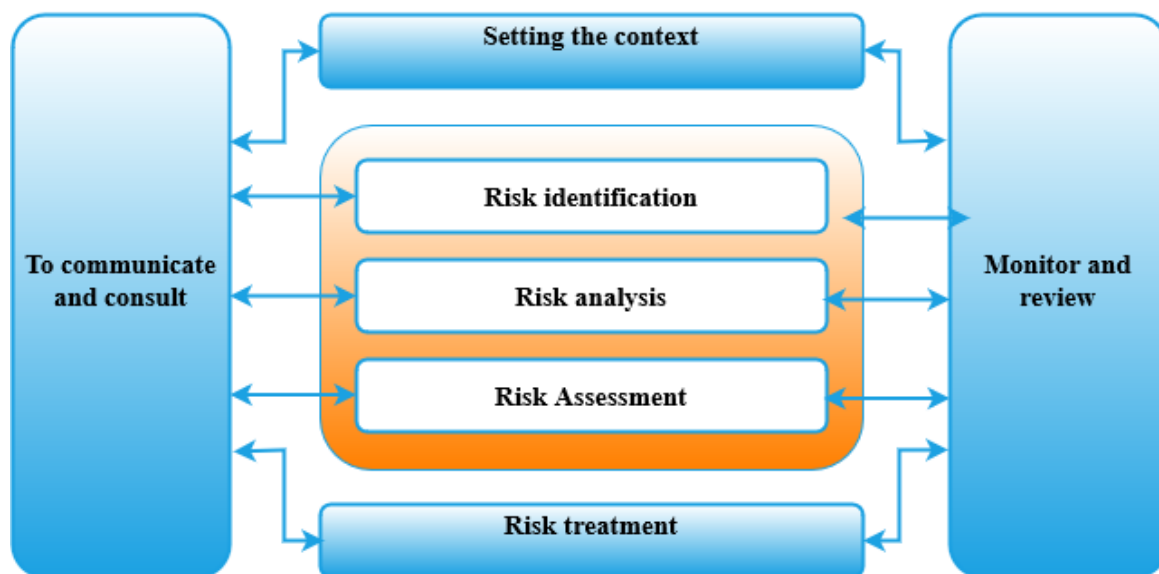 Setting the context
Risk identification
To communicate
and consult
Risk analysis
Monitor and
review
Risk Assessment
Risk treatment